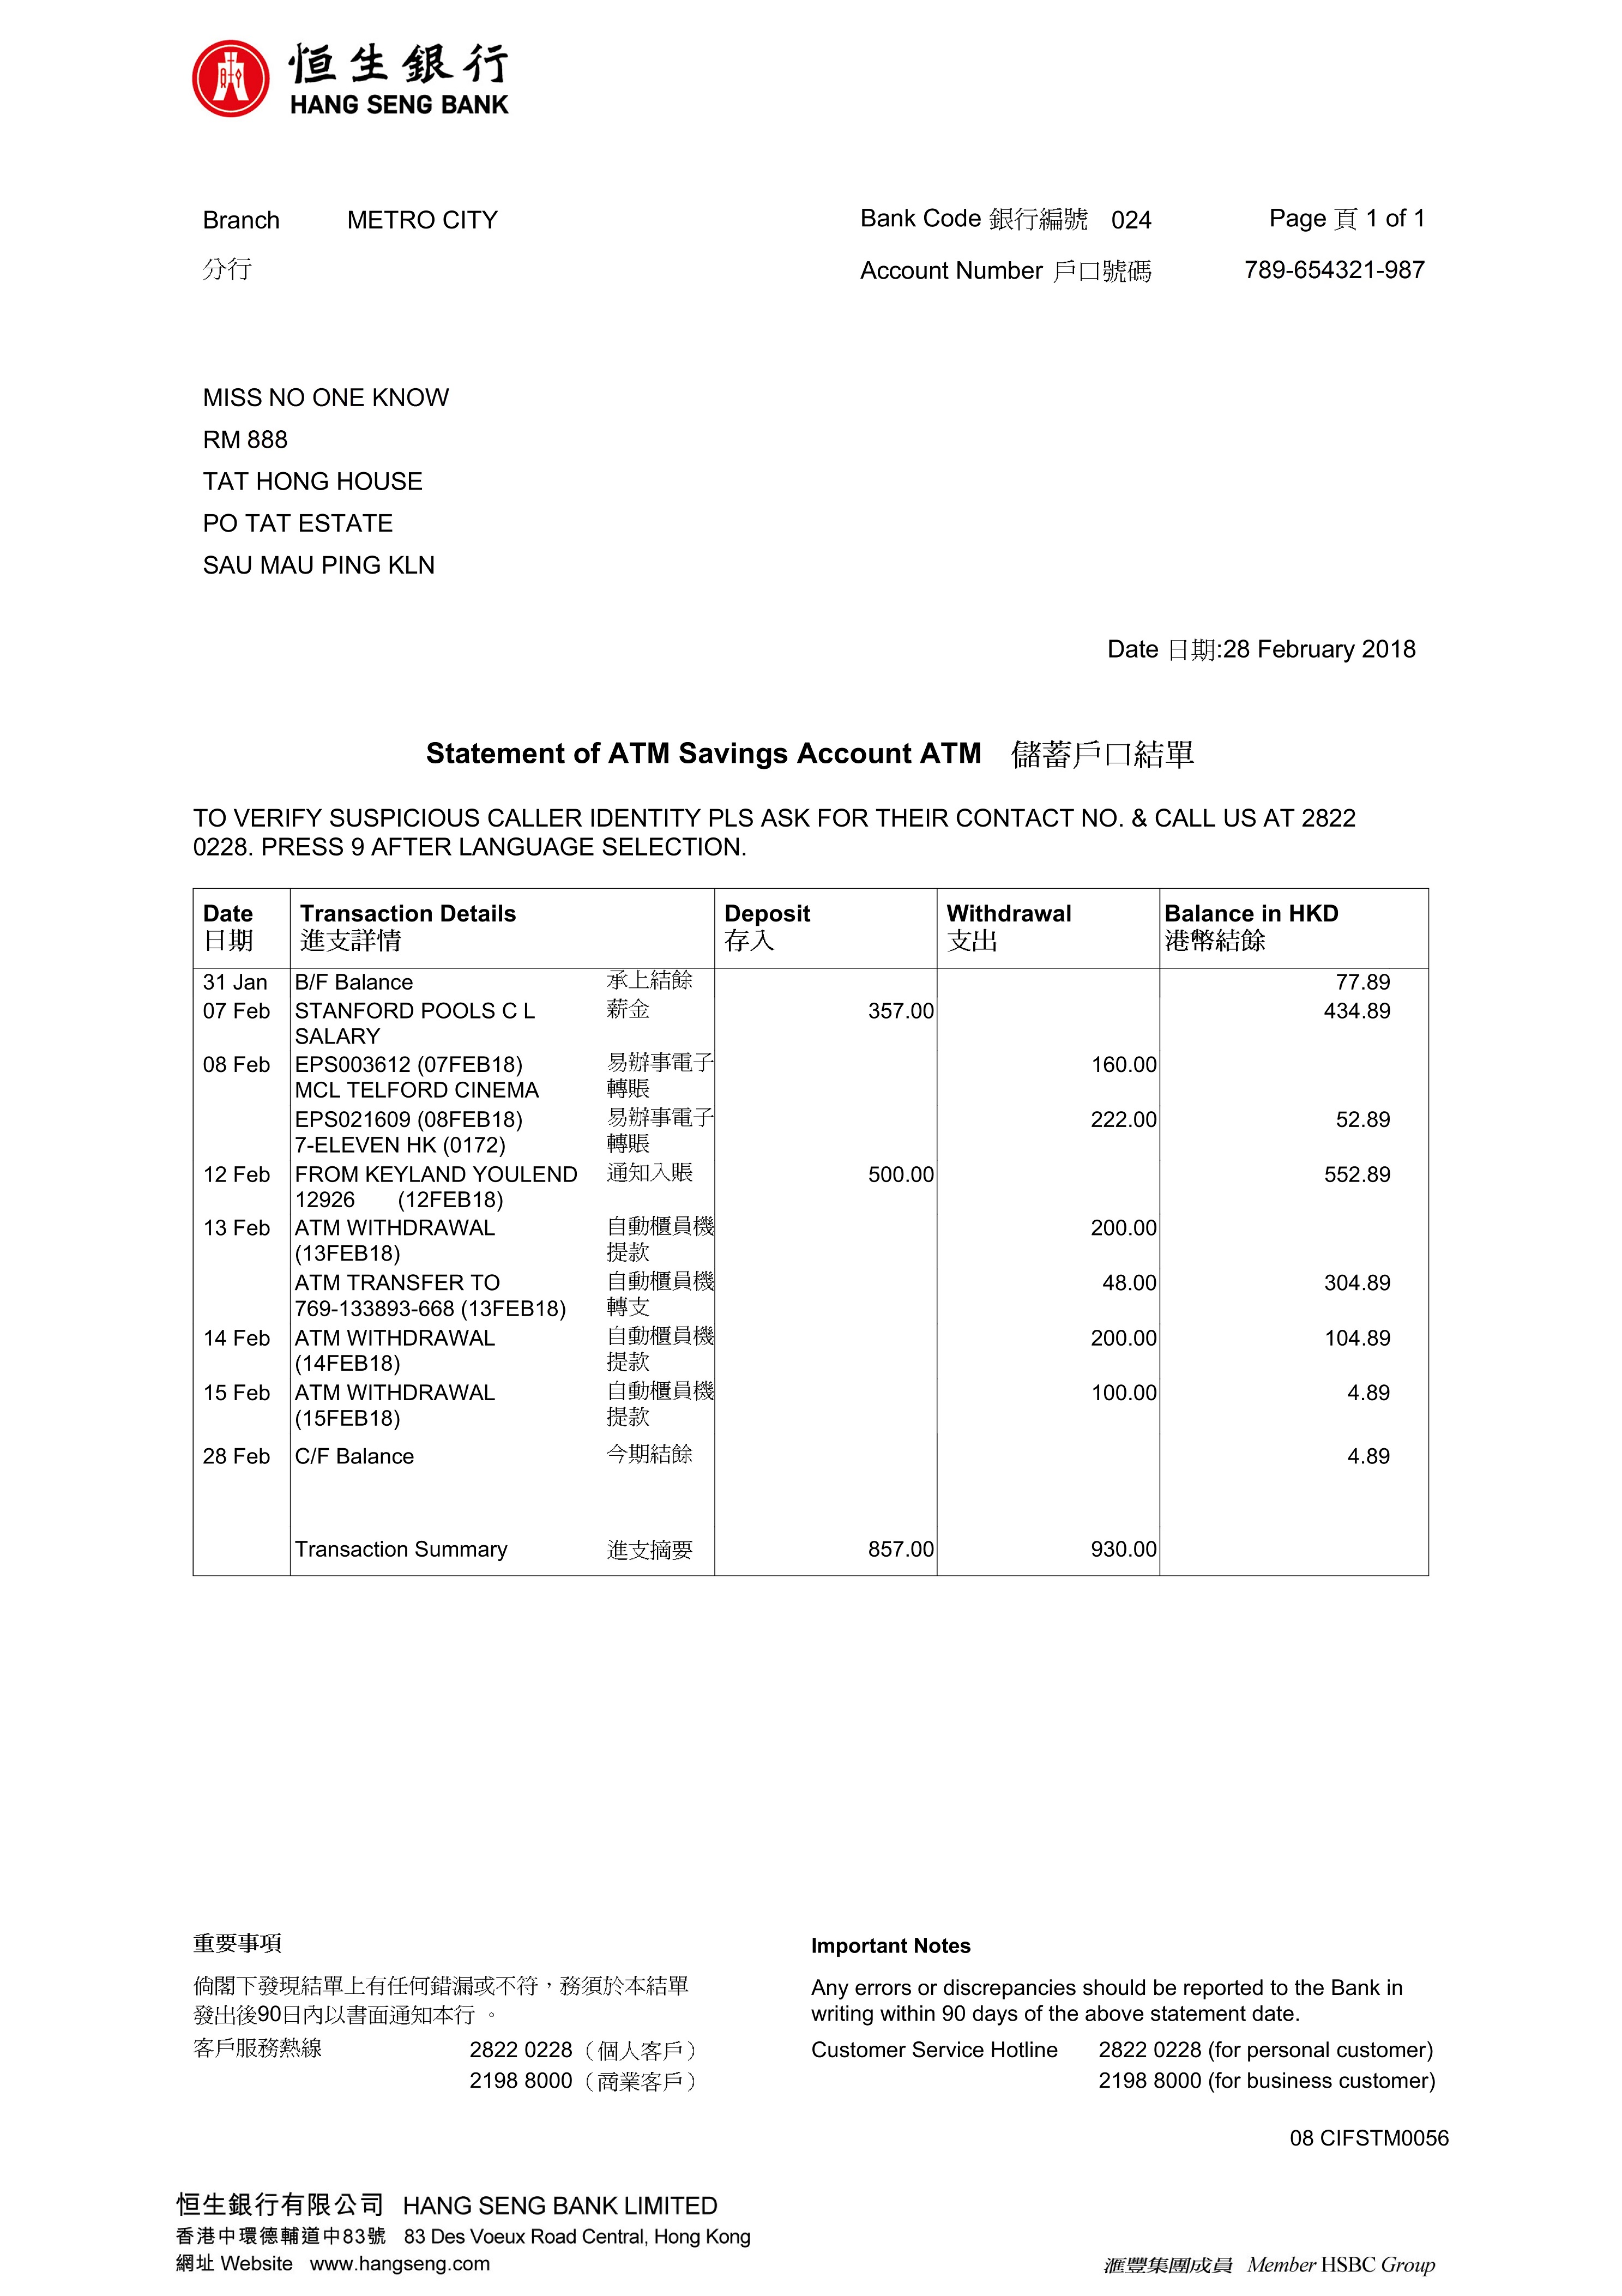 恒生銀行
HANG SENG BANK
Branch METRO CITY
分行
Bank Code 銀行編號 024 Page 頁 1 of 1
Account Number 戶口號碼 789-654321-987
MISS NO ONE KNOW
RM 888
TAT HONG HOUSE
PO TAT ESTATE
SAU MAU PING KLN
Date 日期:28 February 2018
Statement of ATM Savings Account ATM 儲蓄戶口結單
TO VERIFY SUSPICIOUS CALLER IDENTITY PLS ASK FOR THEIR CONTACT NO. & CALL US AT 2822
0228. PRESS 9 AFTER LANGUAGE SELECTION.
Date Transaction Details Deposit Withdrawal Balance in HKD
日期 進支詳情 存入 支出 港幣結餘
31 Jan B/F Balance 承上結餘 77.89
07 Feb STANFORD POOLS C L 薪金 357.00 434.89
SALARY
08 Feb EPS003612 (07FEB18) 易辦事電子 160.00
MCL TELFORD CINEMA 轉賬
EPS021609 (08FEB18) 易辦事電子 222.00 52.89
7-ELEVEN HK (0172) 轉賬
12 Feb FROM KEYLAND YOULEND 通知入賬 500.00 552.89
12926 (12FEB18)
13 Feb ATM WITHDRAWAL 自動櫃員機 200.00
(13FEB18) 提款
ATM TRANSFER TO 自動櫃員機 48.00 304.89
769-133893-668 (13FEB18) 轉支
14 Feb ATM WITHDRAWAL 自動櫃員機 200.00 104.89
(14FEB18) 提款
15 Feb ATM WITHDRAWAL 自動櫃員機 100.00 4.89
(15FEB18) 提款
28 Feb C/F Balance 今期結餘 4.89
Transaction Summary 進支摘要 857.00 930.00
重要事項
倘閣下發現結單上有任何錯漏或不符，務須於本結單
發出後90日內以書面通知本行。
客戶服務熱線 2822 0228（個人客戶）
2198 8000（商業客戶）
Important Notes
Any errors or discrepancies should be reported to the Bank in
writing within 90 days of the above statement date.
Customer Service Hotline 2822 0228 (for personal customer)
2198 8000 (for business customer)
08 CIFSTM0056
恒生銀行有限公司 HANG SENG BANK LIMITED
香港中環德輔道中83號 83 Des Voeux Road Central, Hong Kong
網址 Website www.hangseng.com
滙豐集團成員 Member HSBC Group